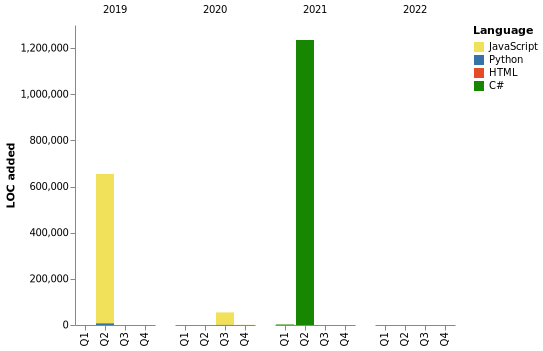 2019 2020 2021 2022
Language
JavaScript
Python
HTML
C#
LOC added
1,200,000
1,000,000
800,000
600,000
400,000
200,000
0
Q1 Q2 Q3 Q4 Q1 Q2 Q3 Q4 Q1 Q2 Q3 Q4 Q1 Q2 Q3 Q4